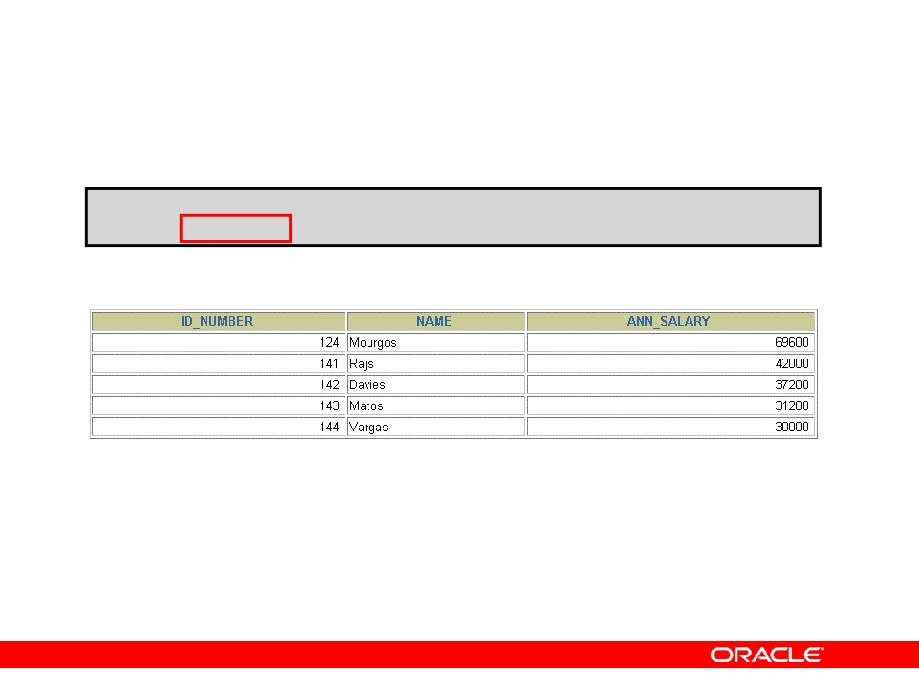 ID_NUMBER NAME ANN_SALARY
124 Mourgos 69600
141 Rajs 42000
142 Davies 37200
143 Matos 31200
144 Vargas 30000
ORACLE